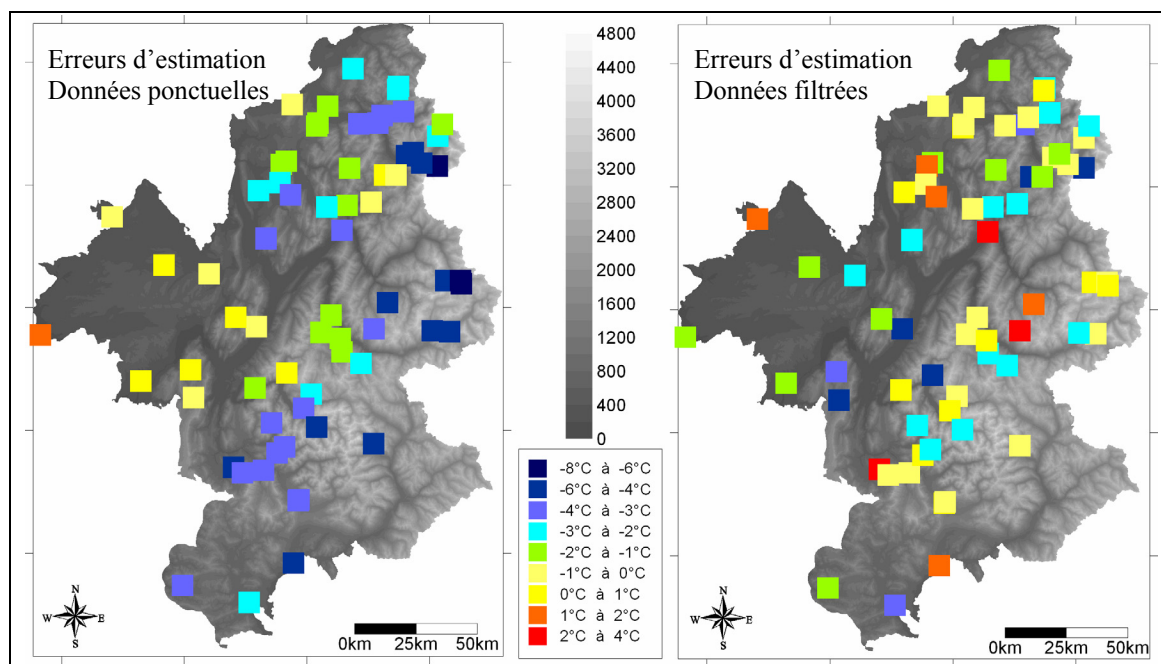 Erreurs d'estimation
Données ponctuelles
N
W E
S
0km 25km 50km
4800
4400
4000
3600
3200
2800
2400
2000
1600
1200
800
400
0
-8°C à -6°C
-6°C à -4°C
-4°C à -3°C
-3°C à -2°C
-2°C à -1°C
-1°C à 0°C
0°C à 1°C
1°C à 2°C
2°C à 4°C
Erreurs d'estimation
Données filtrées
N
W E
S
0km 25km 50km